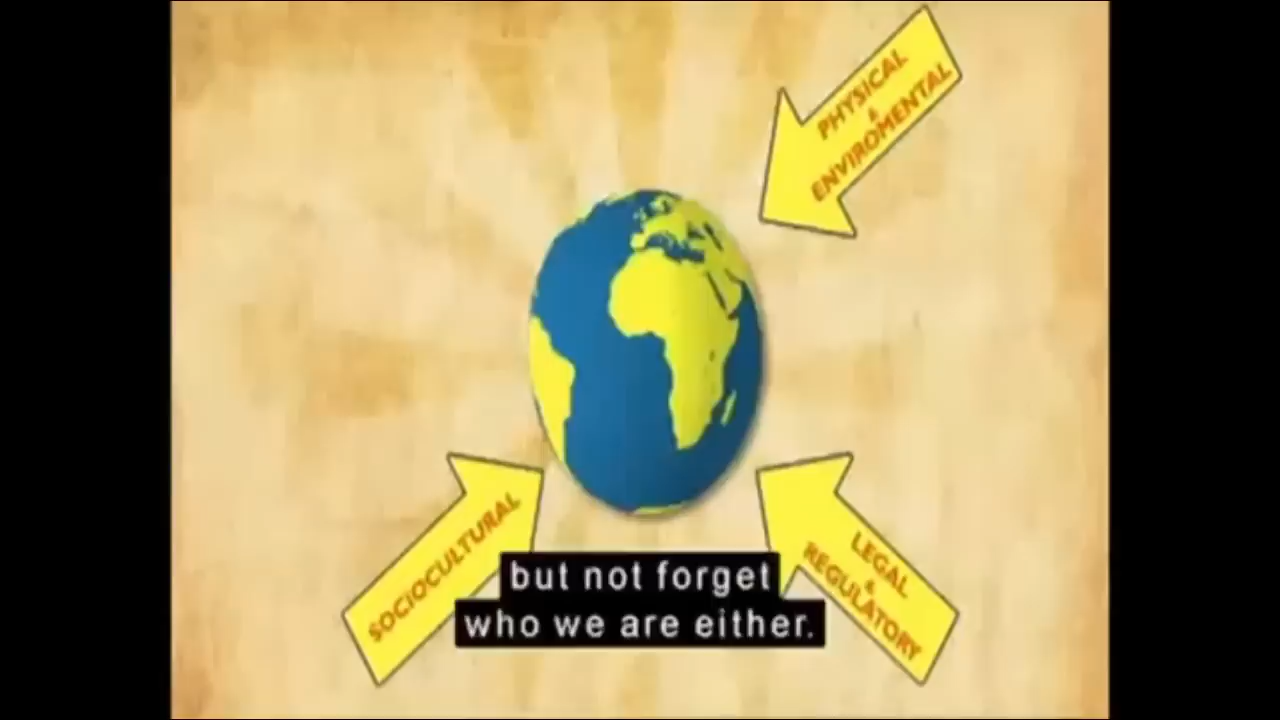 PHYSICAL
&
ENVIROMENTAL
SOCIOCULTURAL
LEGAL
&
REGULATORY
but not forget
who we are either.